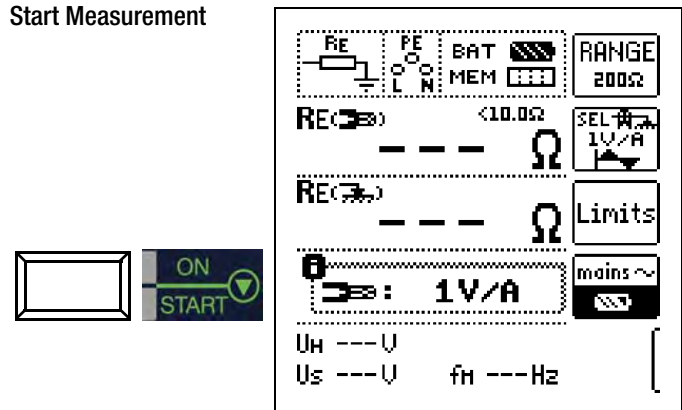 Start Measurement
ON
START
RE
PE
L N
BAT
MEM
RANGE
200Ω
RE( ) <10.0Ω
--- Ω
SEL
1V/A
RE( )
--- Ω
Limits
: 1V/A
mains ~
UH ---V
US ---V fM ---Hz